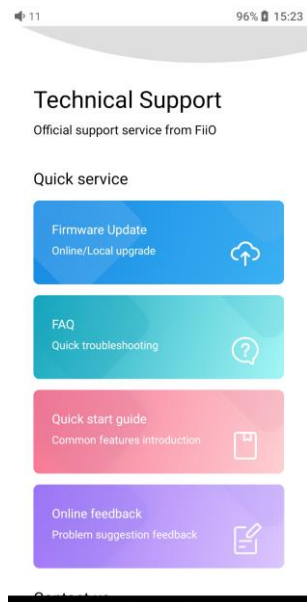 11
96% 15:23
Technical Support
Official support service from FiiO
Quick service
Firmware Update
Online/Local upgrade
FAQ
Quick troubleshooting
Quick start guide
Common features introduction
Online feedback
Problem suggestion feedback